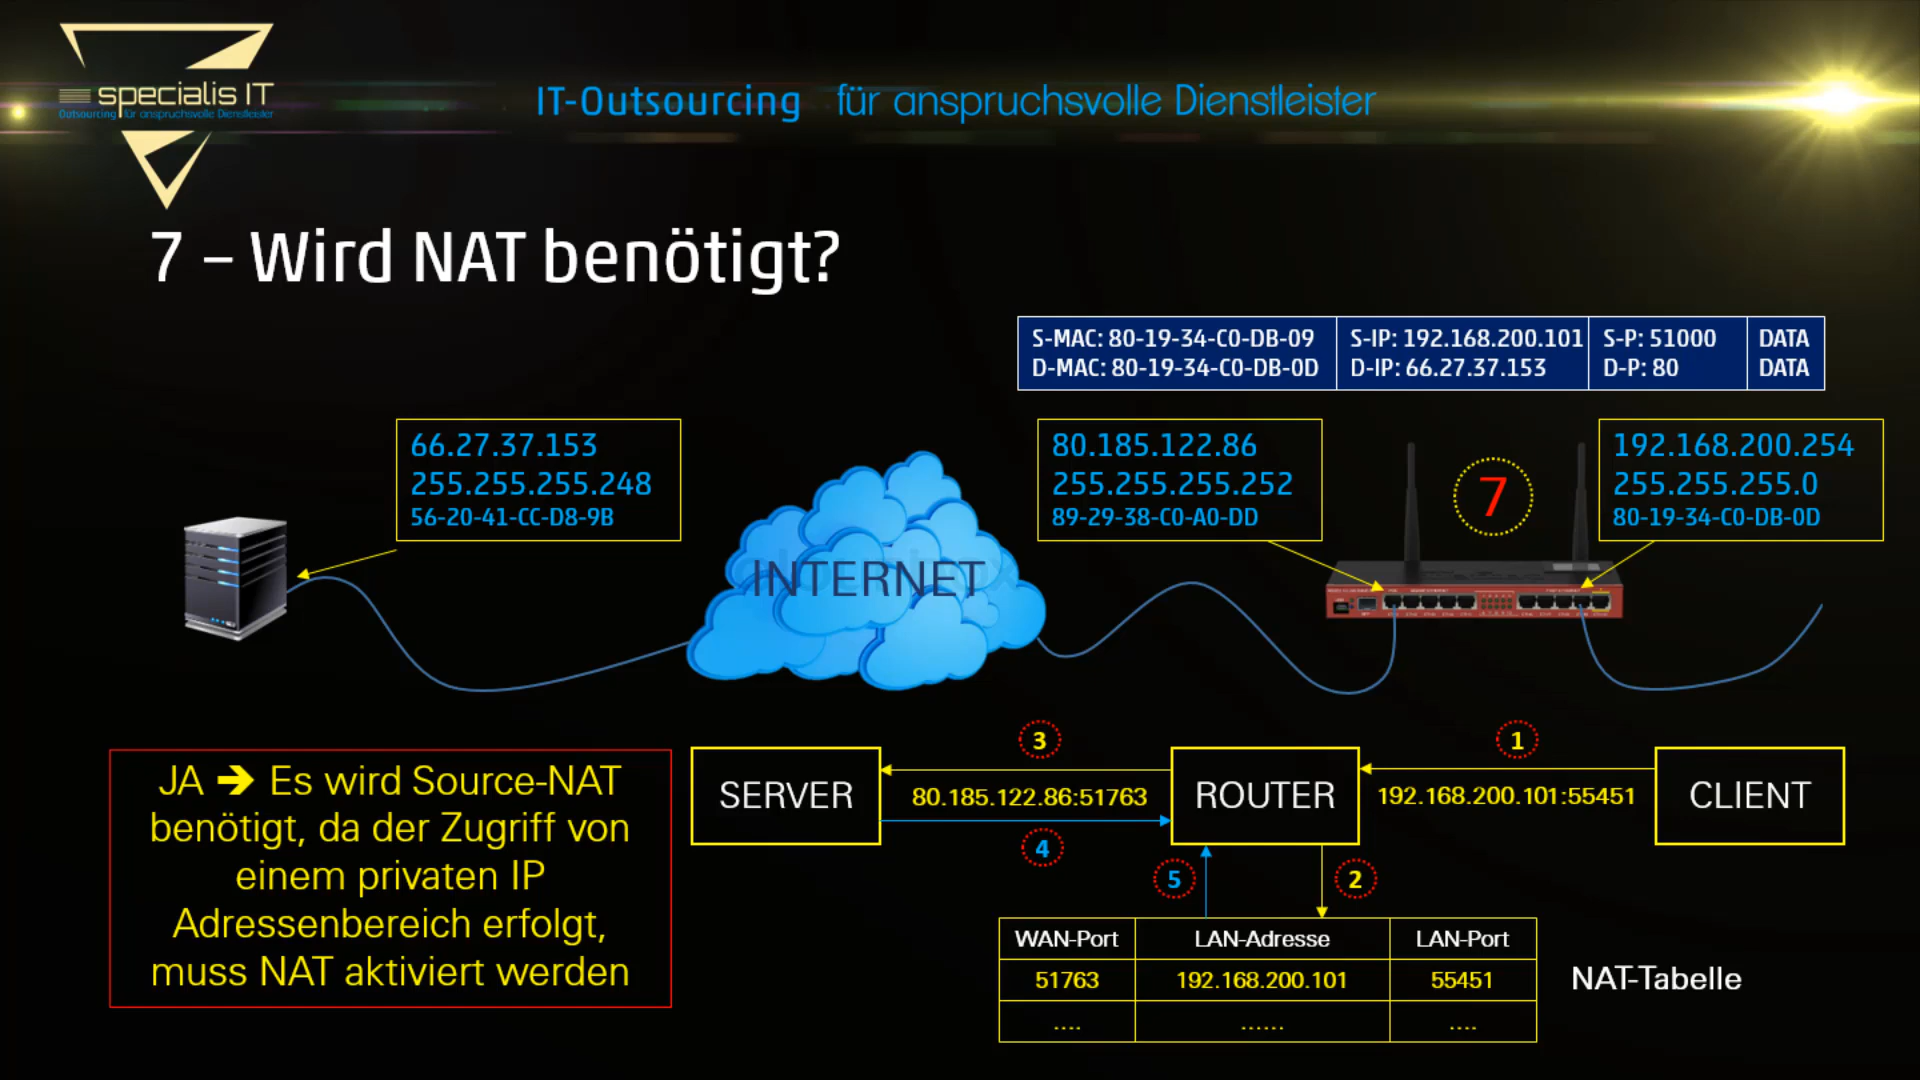 specialis IT
Outsourcing für anspruchsvolle Dienstleister
IT-Outsourcing für anspruchsvolle Dienstleister
7 – Wird NAT benötigt?
S-MAC: 80-19-34-C0-DB-09 S-IP: 192.168.200.101 S-P: 51000 DATA
D-MAC: 80-19-34-C0-DB-0D D-IP: 66.27.37.153 D-P: 80 DATA
66.27.37.153
255.255.255.248
56-20-41-CC-D8-9B
80.185.122.86
255.255.255.252
89-29-38-C0-A0-DD
7
192.168.200.254
255.255.255.0
80-19-34-C0-DB-0D
INTERNET
JA ➔ Es wird Source-NAT
benötigt, da der Zugriff von
einem privaten IP
Adressenbereich erfolgt,
muss NAT aktiviert werden
SERVER
3
80.185.122.86:51763
4
ROUTER
1
192.168.200.101:55451
CLIENT
5
2
WAN-Port LAN-Adresse LAN-Port
51763 192.168.200.101 55451
.... ...... ....
NAT-Tabelle